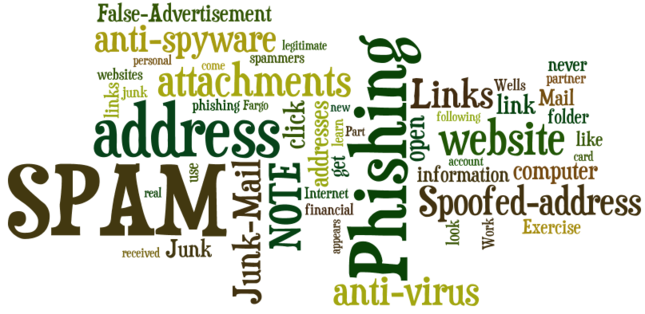 False-Advertisement
anti-spyware
legitimate
personal
come
spammers
websites
attachments
links
junk
phishing
Fargo
click
addresses
new
learn
Part
address
get
SPAM
use
real
received
Junk
Junk-Mail
NOTE
Internet
financial
appears
Phishing
anti-virus
open
Links
Wells
link
Mail
never
partner
folder
following
website
like
card
account
information
computer
Spoofed-address
look
Work
Exercise